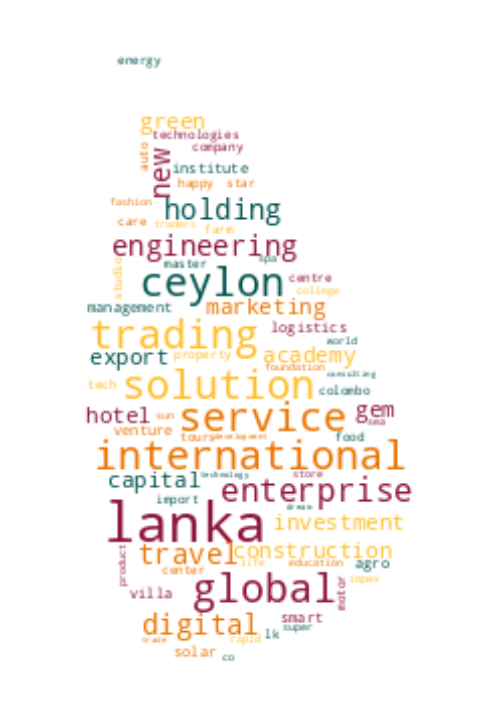 energy
green
technologies
company
auto
new
institute
happy star
fashion
holding
care traders farm
engineering
master spa
studio
ceylon centre
college
management marketing
trading logistics
world
export property academy
foundation
tech solution consulting
colombo
hotel sun service gem
sea
venture tours development food
international
capital technology store
import enterprise
dream
lanka investment
product travel construction
center life education agro
villa global motor impex
digital smart
super
trade rapid lk
solar co